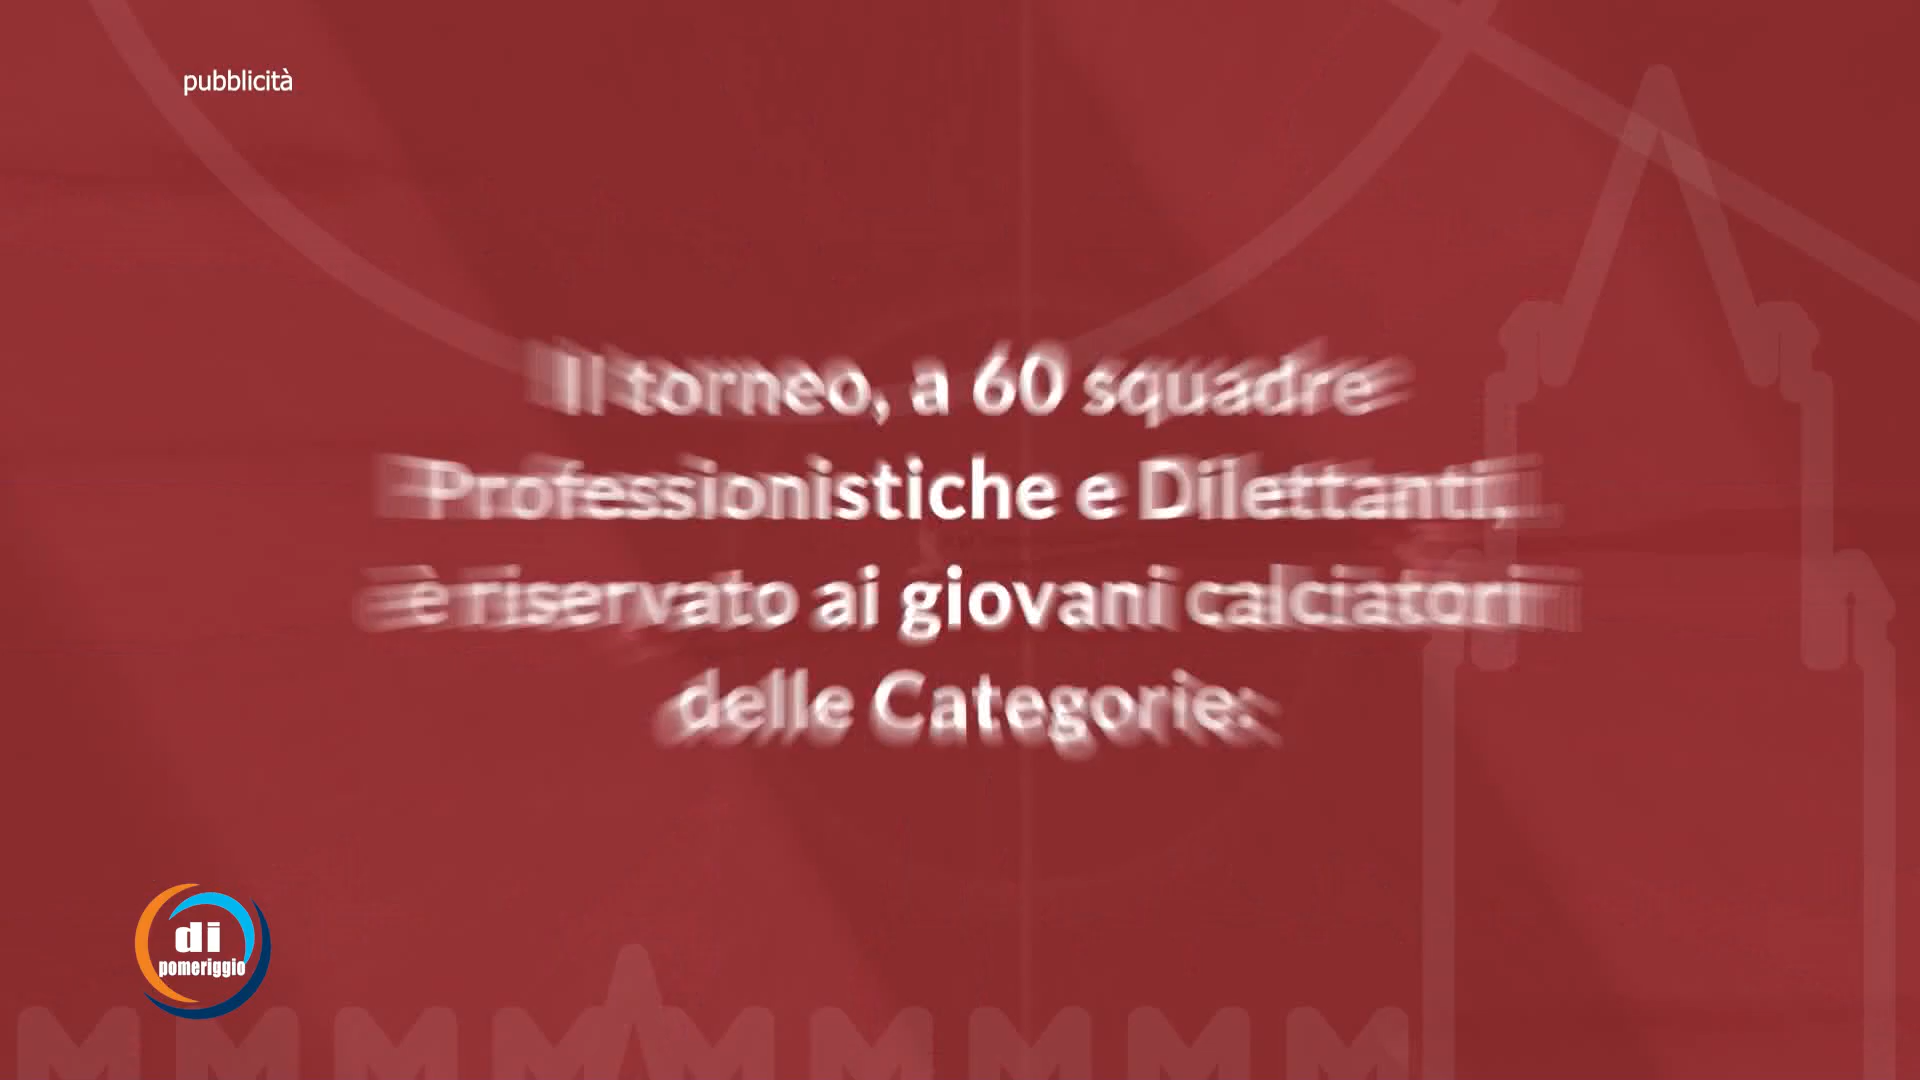 pubblicità
Il torneo, a 60 squadre
Professionistiche e Dilettanti,
è riservato ai giovani calciatori
delle Categorie:
di
pomeriggio